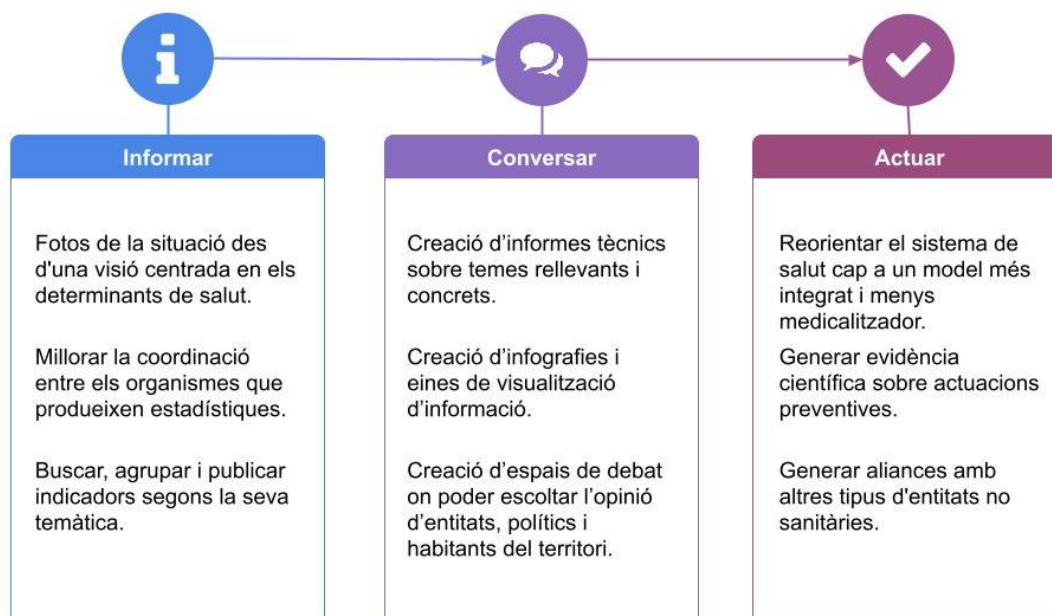 Informar
Fotos de la situació des
d'una visió centrada en els
determinants de salut.
Millorar la coordinació
entre els organismes que
produeixen estadístiques.
Buscar, agrupar i publicar
indicadors segons la seva
temàtica.
Conversar
Creació d’informes tècnics
sobre temes rellevants i
concrets.
Creació d’infografies i
eines de visualització
d’informació.
Creació d’espais de debat
on poder escoltar l’opinió
d’entitats, polítics i
habitants del territori.
Actuar
Reorientar el sistema de
salut cap a un model més
integrat i menys
medicalitzador.
Generar evidència
científica sobre actuacions
preventives.
Generar aliances amb
altres tipus d'entitats no
sanitàries.